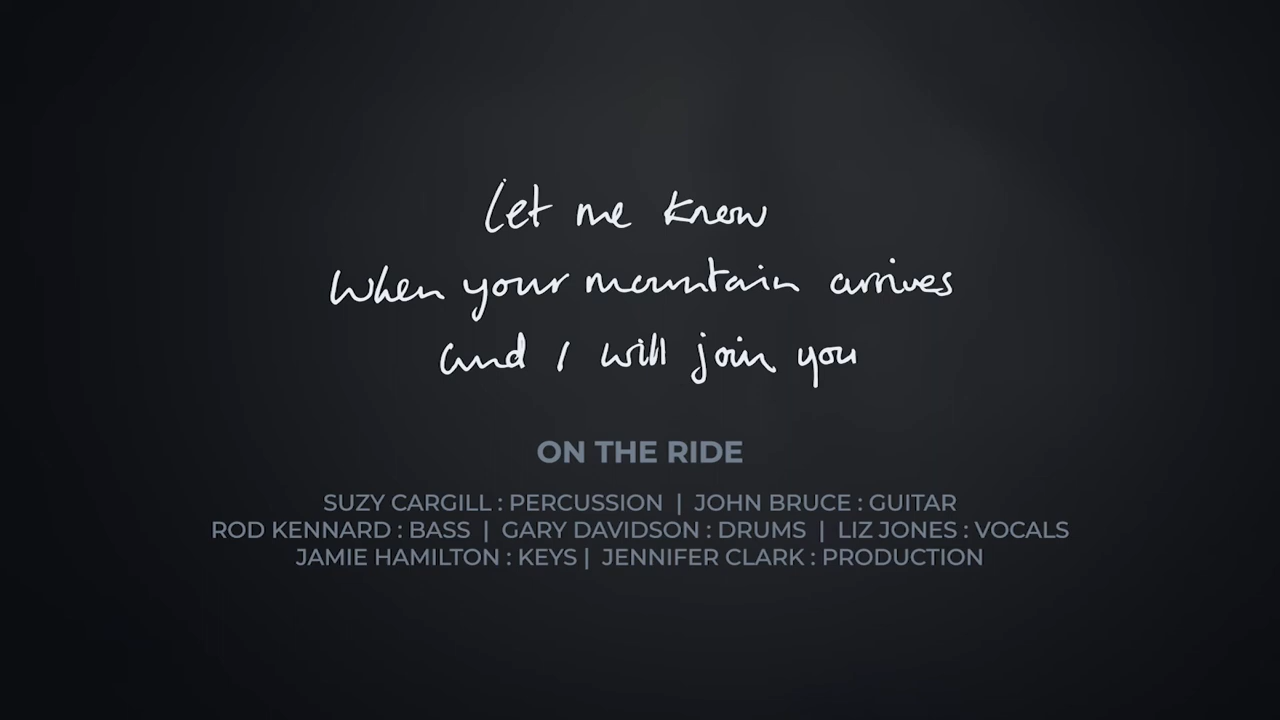 Let me know
When your mountain arrives
and I will join you
ON THE RIDE
SUZY CARGILL : PERCUSSION | JOHN BRUCE : GUITAR
ROD KENNARD : BASS | GARY DAVIDSON : DRUMS | LIZ JONES : VOCALS
JAMIE HAMILTON : KEYS | JENNIFER CLARK : PRODUCTION